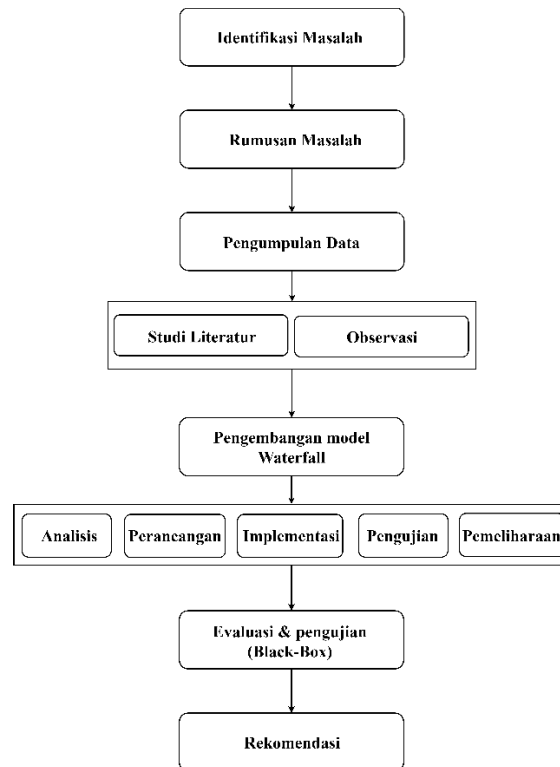 Identifikasi Masalah
Rumusan Masalah
Pengumpulan Data
Studi Literatur
Observasi
Pengembangan model
Waterfall
Analisis
Perancangan
Implementasi
Pengujian
Pemeliharaan
Evaluasi & pengujian
(Black-Box)
Rekomendasi